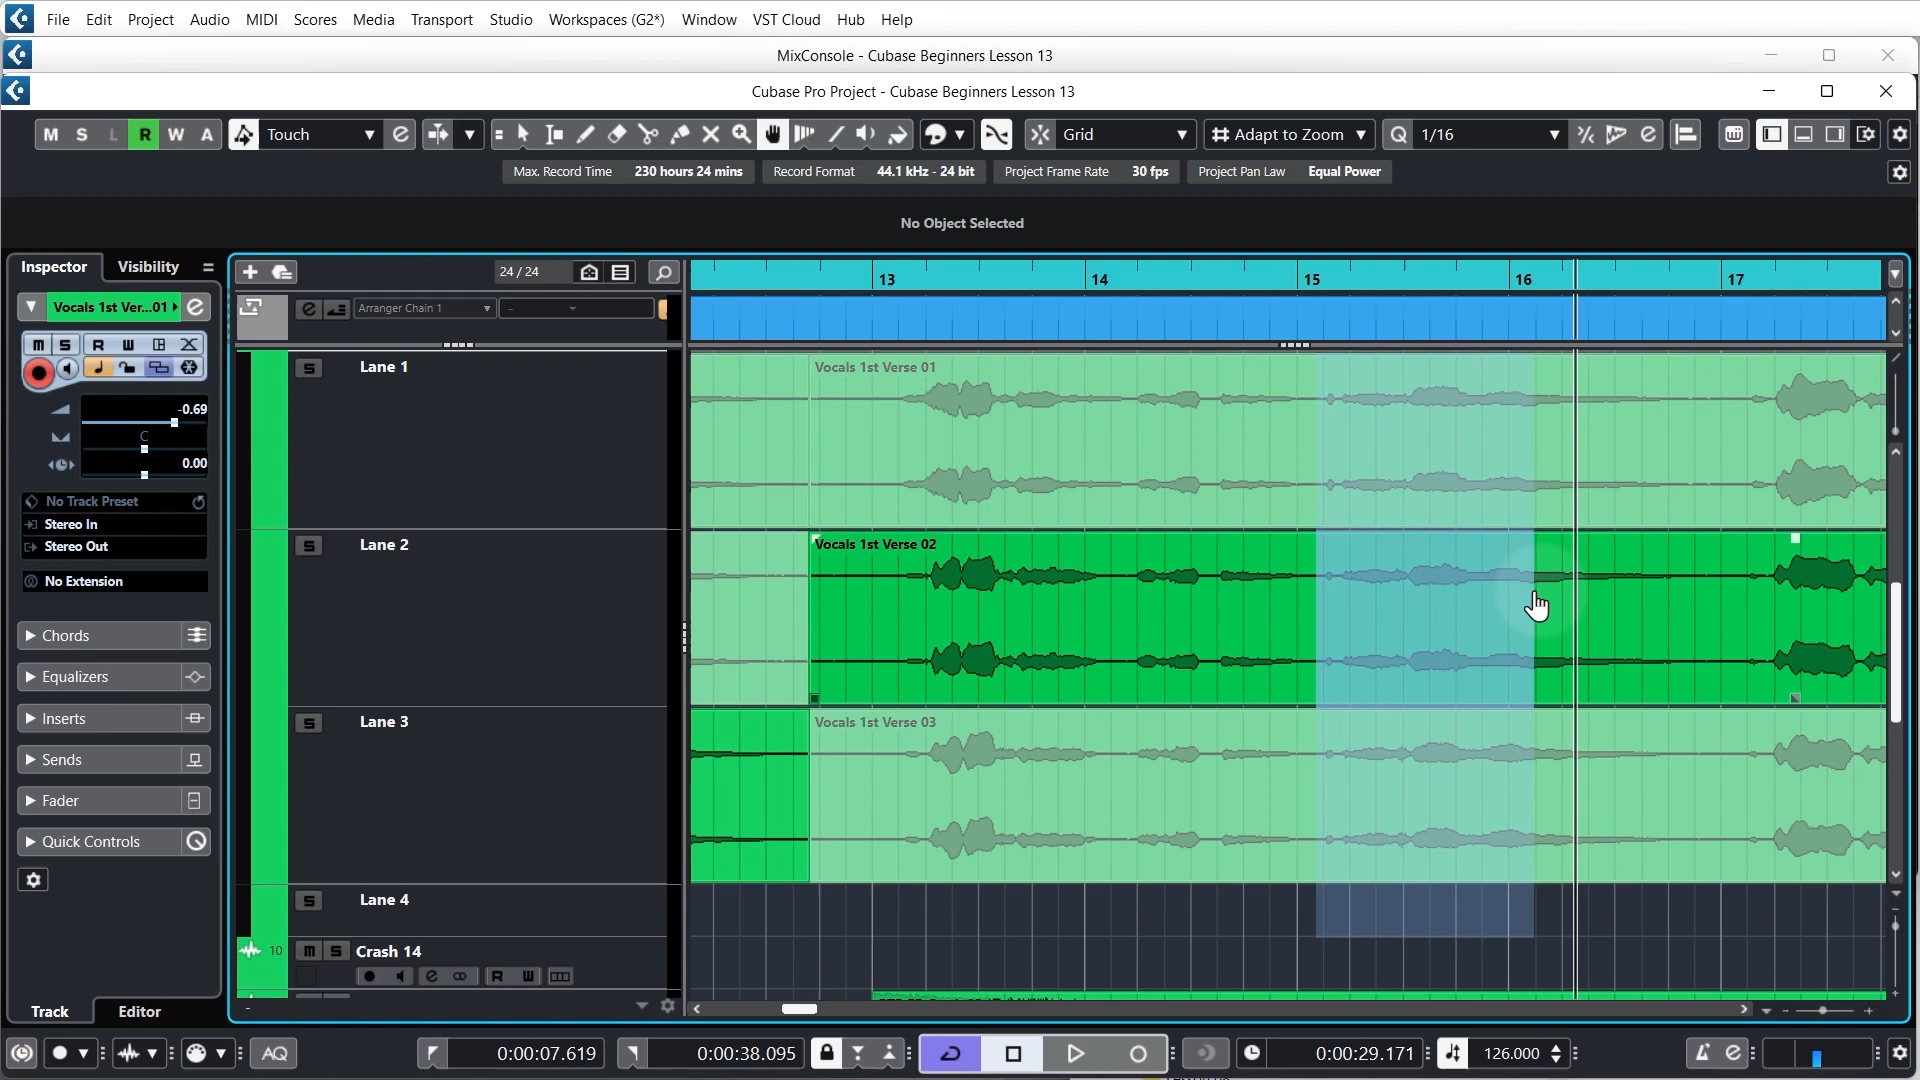 File Edit Project Audio MIDI Scores Media Transport Studio Workspaces (G2*) Window VST Cloud Hub Help
MixConsole - Cubase Beginners Lesson 13
Cubase Pro Project - Cubase Beginners Lesson 13
M S L R W A Touch Grid Adapt to Zoom Q 1/16
Max. Record Time 230 hours 24 mins Record Format 44.1 kHz - 24 bit Project Frame Rate 30 fps Project Pan Law Equal Power
No Object Selected
Inspector Visibility
24 / 24
13 14 15 16 17
Vocals 1st Ver...01
Arranger Chain 1
M S R W
-0.69
C
0.00
No Track Preset
Stereo In
Stereo Out
No Extension
Chords
Equalizers
Inserts
Sends
Fader
Quick Controls
Track Editor
S Lane 1
Vocals 1st Verse 01
S Lane 2
Vocals 1st Verse 02
S Lane 3
Vocals 1st Verse 03
S Lane 4
10 M S Crash 14
R W
AQ 0:00:07.619 0:00:38.095 0:00:29.171 126.000